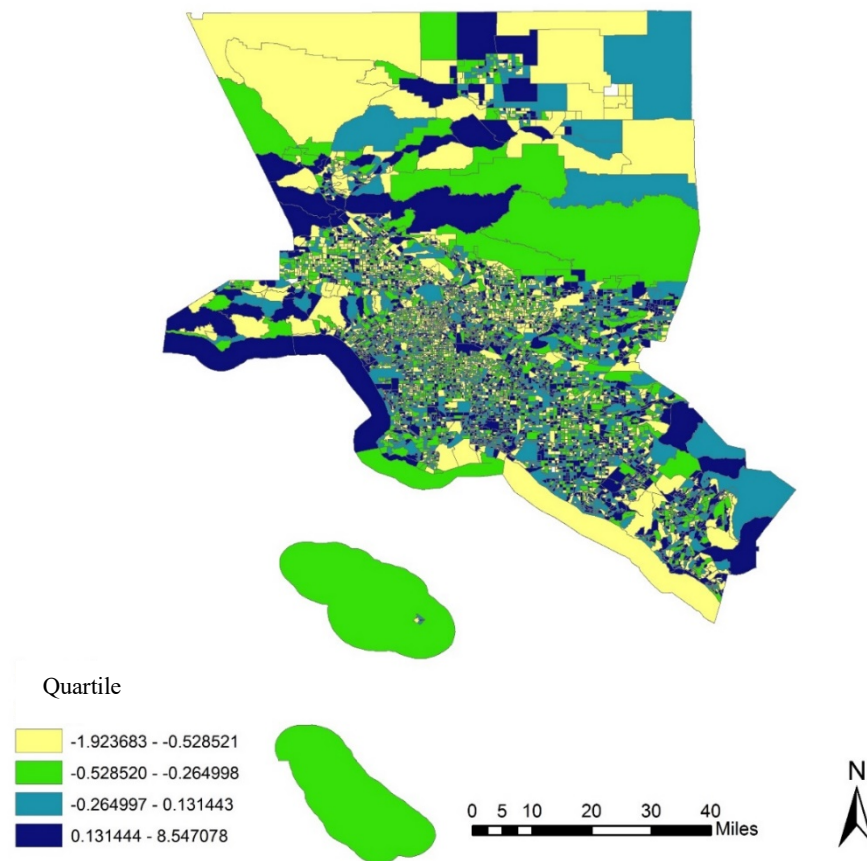 Quartile
-1.923683 - -0.528521
-0.528520 - -0.264998
-0.264997 - 0.131443
0.131444 - 8.547078
0 5 10 20 30 40
Miles
N